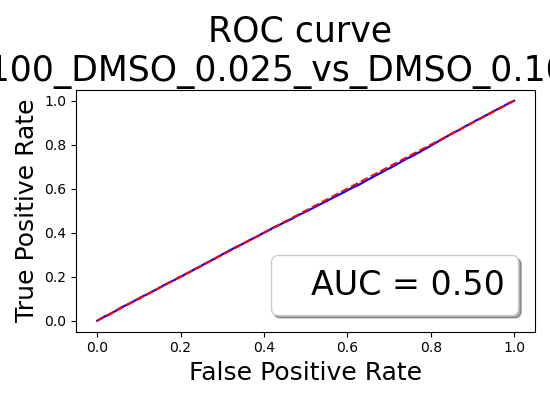 ROC curve
100_DMSO_0.025_vs_DMSO_0.10
True Positive Rate
1.0
0.8
0.6
0.4
0.2
0.0
AUC = 0.50
0.0 0.2 0.4 0.6 0.8 1.0
False Positive Rate